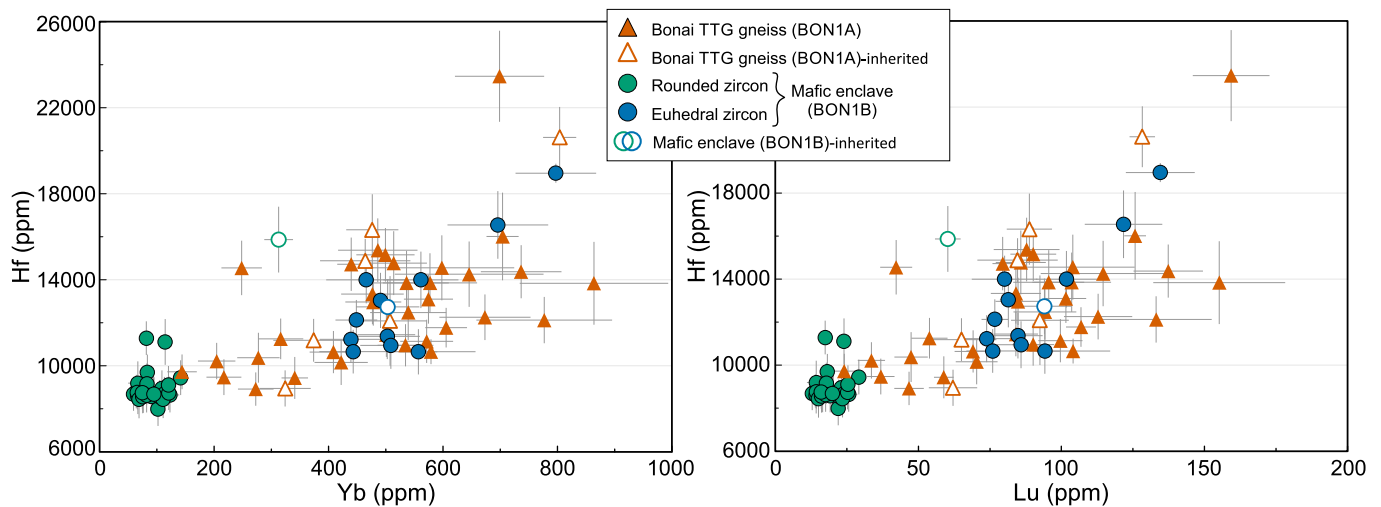 26000
22000
18000
14000
10000
6000
Hf (ppm)
0
200
400
600
800
1000
Yb (ppm)
Bonai TTG gneiss (BON1A)
Bonai TTG gneiss (BON1A)-inherited
Rounded zircon
Euhedral zircon
Mafic enclave
(BON1B)
Mafic enclave (BON1B)-inherited
18000
14000
10000
6000
Hf (ppm)
0
50
100
150
200
Lu (ppm)